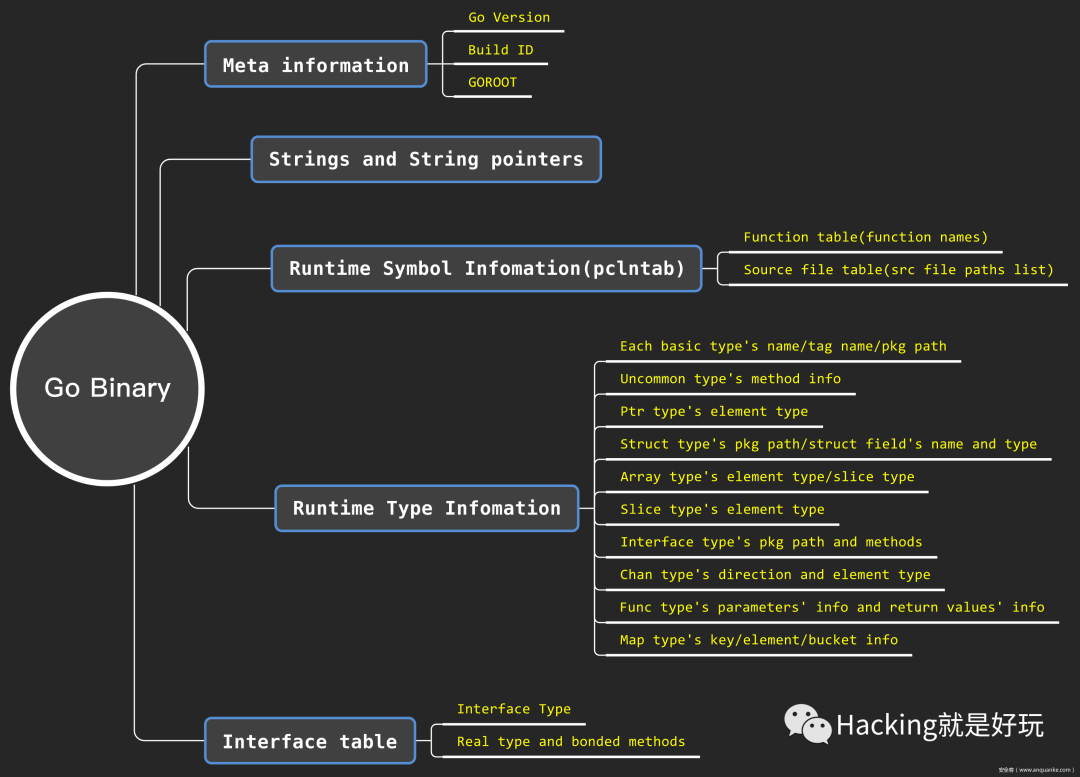 Go Version
Build ID
GOROOT
Meta information
Strings and String pointers
Runtime Symbol Infomation(pclntab)
Function table(function names)
Source file table(src file paths list)
Go Binary
Runtime Type Infomation
Each basic type's name/tag name/pkg path
Uncommon type's method info
Ptr type's element type
Struct type's pkg path/struct field's name and type
Array type's element type/slice type
Slice type's element type
Interface type's pkg path and methods
Chan type's direction and element type
Func type's parameters' info and return values' info
Map type's key/element/bucket info
Interface table
Interface Type
Real type and bonded methods
Hacking就是好玩
安全客（www.anquanke.com）